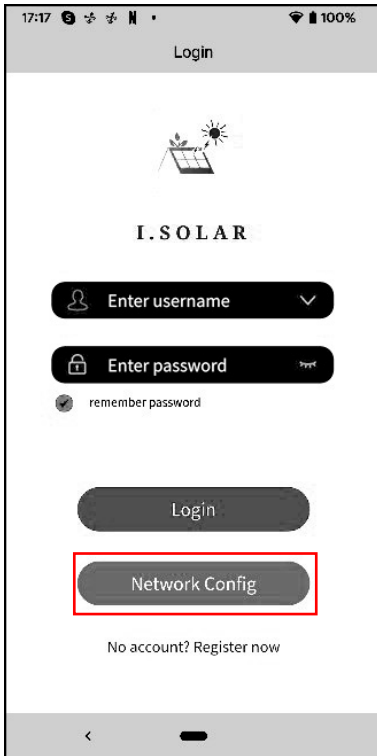 17:17 100%
Login
I.SOLAR
Enter username
Enter password
remember password
Login
Network Config
No account? Register now